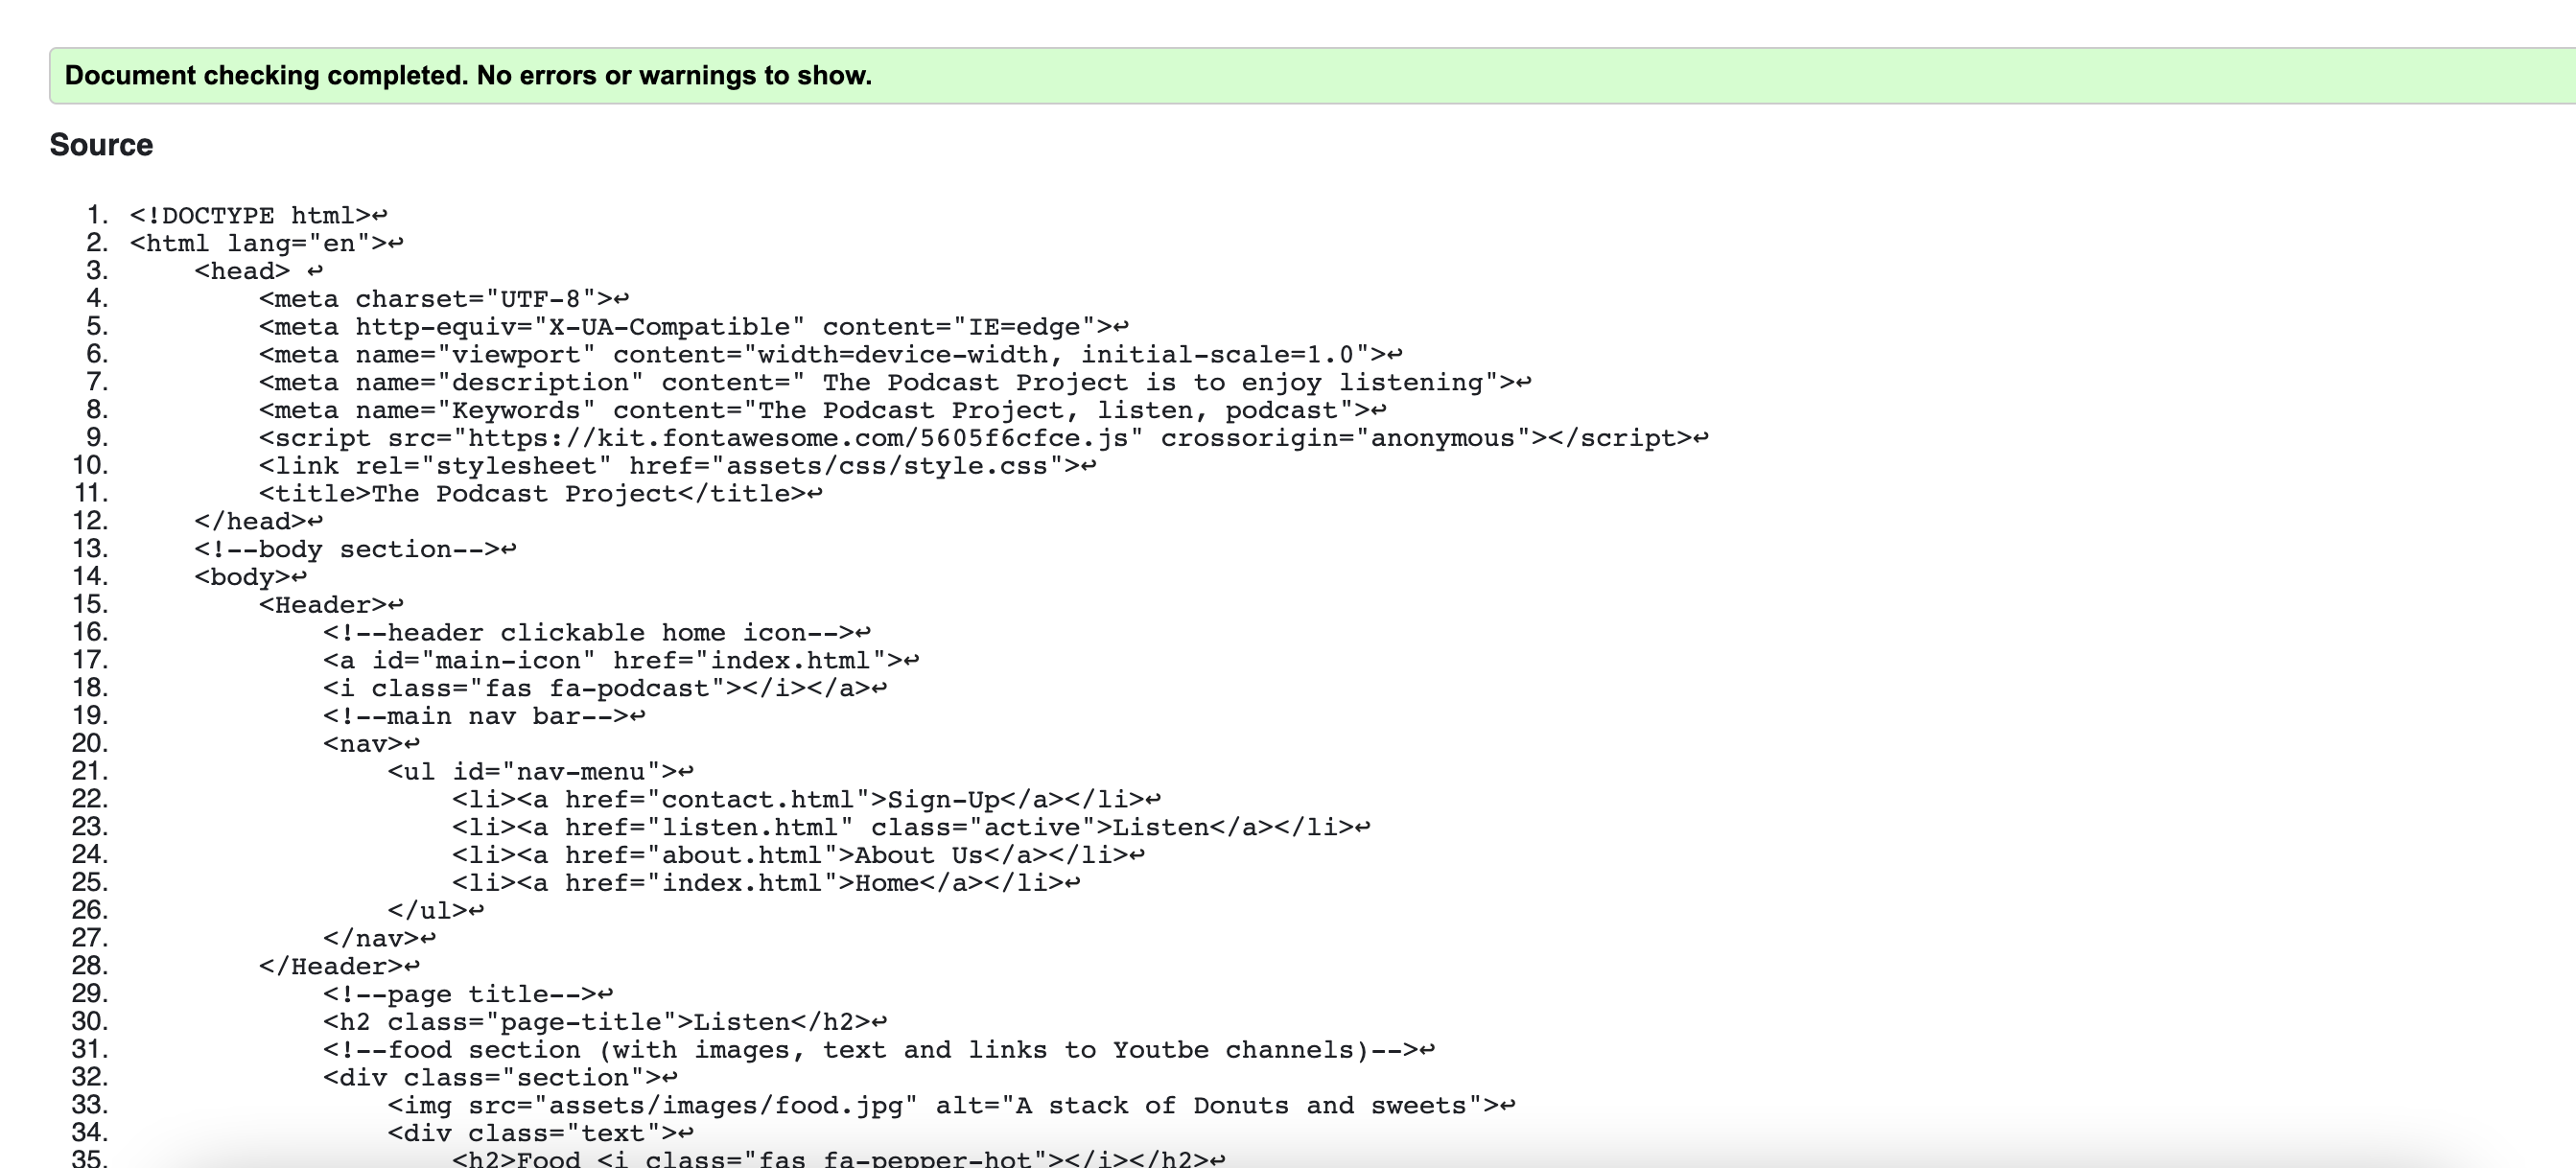 Document checking completed. No errors or warnings to show.
Source
1. <!DOCTYPE html>↩
2. <html lang="en">↩
3.     <head> ↩
4.         <meta charset="UTF-8">↩
5.         <meta http-equiv="X-UA-Compatible" content="IE=edge">↩
6.         <meta name="viewport" content="width=device-width, initial-scale=1.0">↩
7.         <meta name="description" content=" The Podcast Project is to enjoy listening">↩
8.         <meta name="Keywords" content="The Podcast Project, listen, podcast">↩
9.         <script src="https://kit.fontawesome.com/5605f6cfce.js" crossorigin="anonymous"></script>↩
10.         <link rel="stylesheet" href="assets/css/style.css">↩
11.         <title>The Podcast Project</title>↩
12.     </head>↩
13.     <!--body section-->↩
14.     <body>↩
15.         <Header>↩
16.             <!--header clickable home icon-->↩
17.             <a id="main-icon" href="index.html">↩
18.             <i class="fas fa-podcast"></i></a>↩
19.             <!--main nav bar-->↩
20.             <nav>↩
21.                 <ul id="nav-menu">↩
22.                     <li><a href="contact.html">Sign-Up</a></li>↩
23.                     <li><a href="listen.html" class="active">Listen</a></li>↩
24.                     <li><a href="about.html">About Us</a></li>↩
25.                     <li><a href="index.html">Home</a></li>↩
26.                 </ul>↩
27.             </nav>↩
28.         </Header>↩
29.             <!--page title-->↩
30.             <h2 class="page-title">Listen</h2>↩
31.             <!--food section (with images, text and links to Youtbe channels)-->↩
32.             <div class="section">↩
33.                 <img src="assets/images/food.jpg" alt="A stack of Donuts and sweets">↩
34.                 <div class="text">↩
35.                     <h2>Food <i class="fas fa-pepper-hot"></i></h2>↩